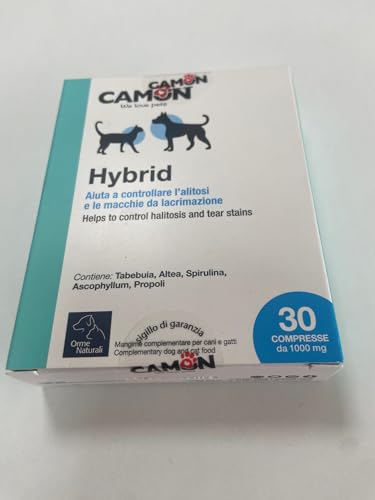 CAMON
CAMON
We love pets
Hybrid
Aiuta a controllare l'alitosi
e le macchie da lacrimazione
Helps to control halitosis and tear stains
Contiene: Tabebuia, Altea, Spirulina,
Ascophyllum, Propoli
30
COMPRESSE
da 1000 mg
sigillo di garanzia
Orme
Naturali
Mangime complementare per cani e gatti
Complementary dog and cat food
CAMON